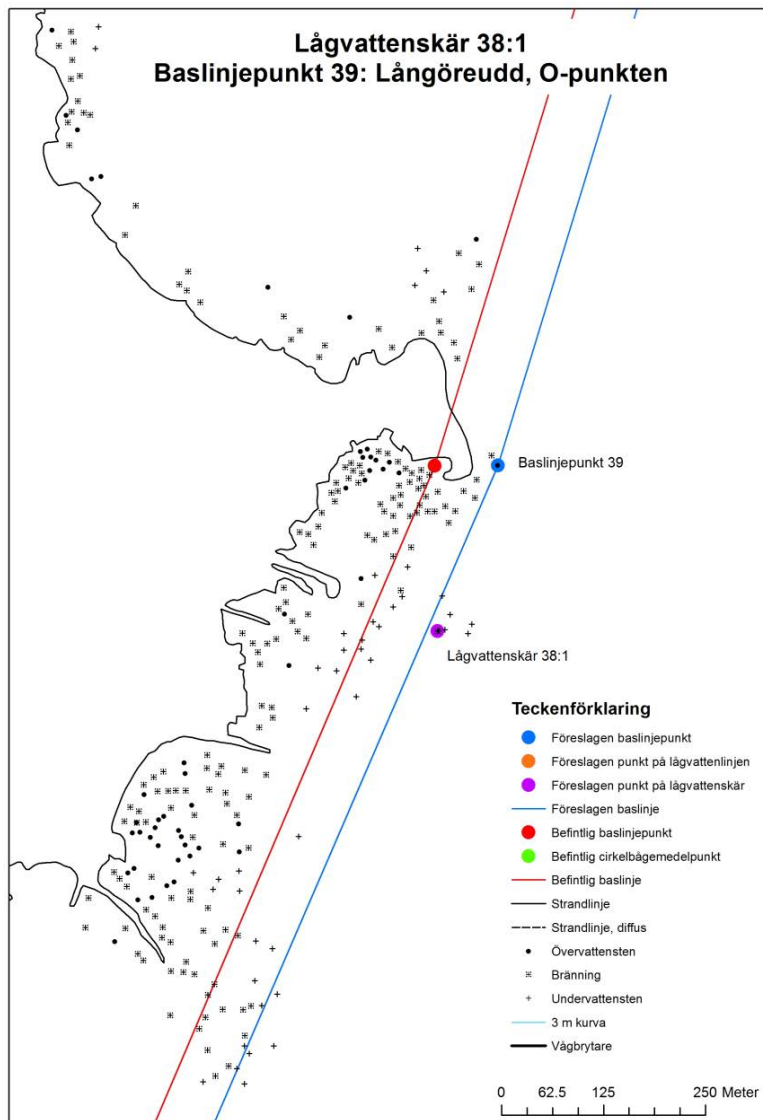 Lågvattenskär 38:1
Baslinjepunkt 39: Långöreudd, O-punkten
Baslinjepunkt 39
Lågvattenskär 38:1
Teckenförklaring
Föreslagen baslinjepunkt
Föreslagen punkt på lågvattenlinjen
Föreslagen punkt på lågvattenskär
Föreslagen baslinje
Befintlig baslinjepunkt
Befintlig cirkelbågemedelpunkt
Befintlig baslinje
Strandlinje
Strandlinje, diffus
Övervattensten
Bränning
Undervattensten
3 m kurva
Vågbrytare
0 62.5 125 250 Meter